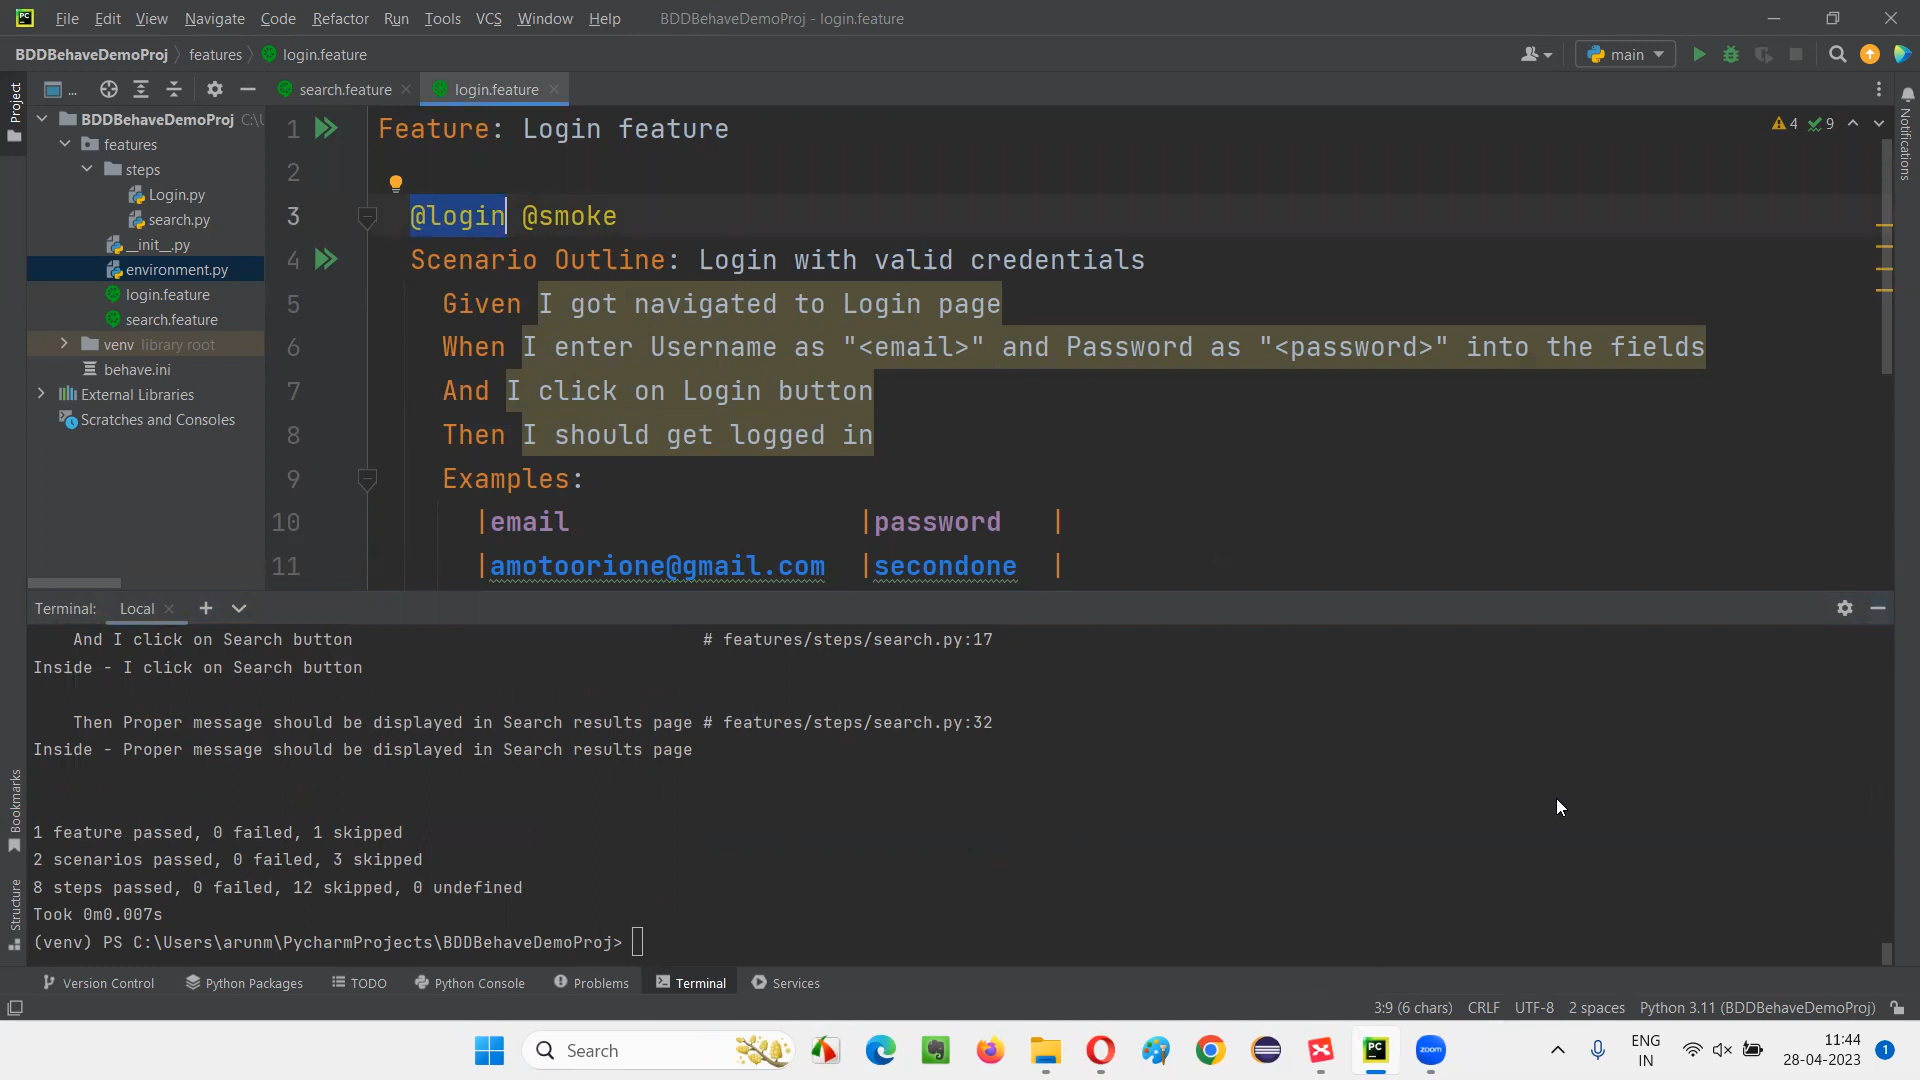 File Edit View Navigate Code Refactor Run Tools VCS Window Help BDDBehaveDemoProj - login.feature
BDDBehaveDemoProj features login.feature main
... search.feature login.feature
Project
Notifications
BDDBehaveDemoProj C:\U
features
steps
Login.py
search.py
__init__.py
environment.py
login.feature
search.feature
venv library root
behave.ini
External Libraries
Scratches and Consoles
4 9
1 Feature: Login feature
2
3 @login @smoke
4 Scenario Outline: Login with valid credentials
5 Given I got navigated to Login page
6 When I enter Username as "<email>" and Password as "<password>" into the fields
7 And I click on Login button
8 Then I should get logged in
9 Examples:
10 |email |password |
11 |amotoorione@gmail.com |secondone |
Terminal: Local
And I click on Search button # features/steps/search.py:17
Inside - I click on Search button
Then Proper message should be displayed in Search results page # features/steps/search.py:32
Inside - Proper message should be displayed in Search results page
1 feature passed, 0 failed, 1 skipped
2 scenarios passed, 0 failed, 3 skipped
8 steps passed, 0 failed, 12 skipped, 0 undefined
Took 0m0.007s
(venv) PS C:\Users\arunm\PycharmProjects\BDDBehaveDemoProj>
Bookmarks
Structure
Version Control Python Packages TODO Python Console Problems Terminal Services
3:9 (6 chars) CRLF UTF-8 2 spaces Python 3.11 (BDDBehaveDemoProj)
Search
PC
zoom
ENG
IN
11:44
28-04-2023
1